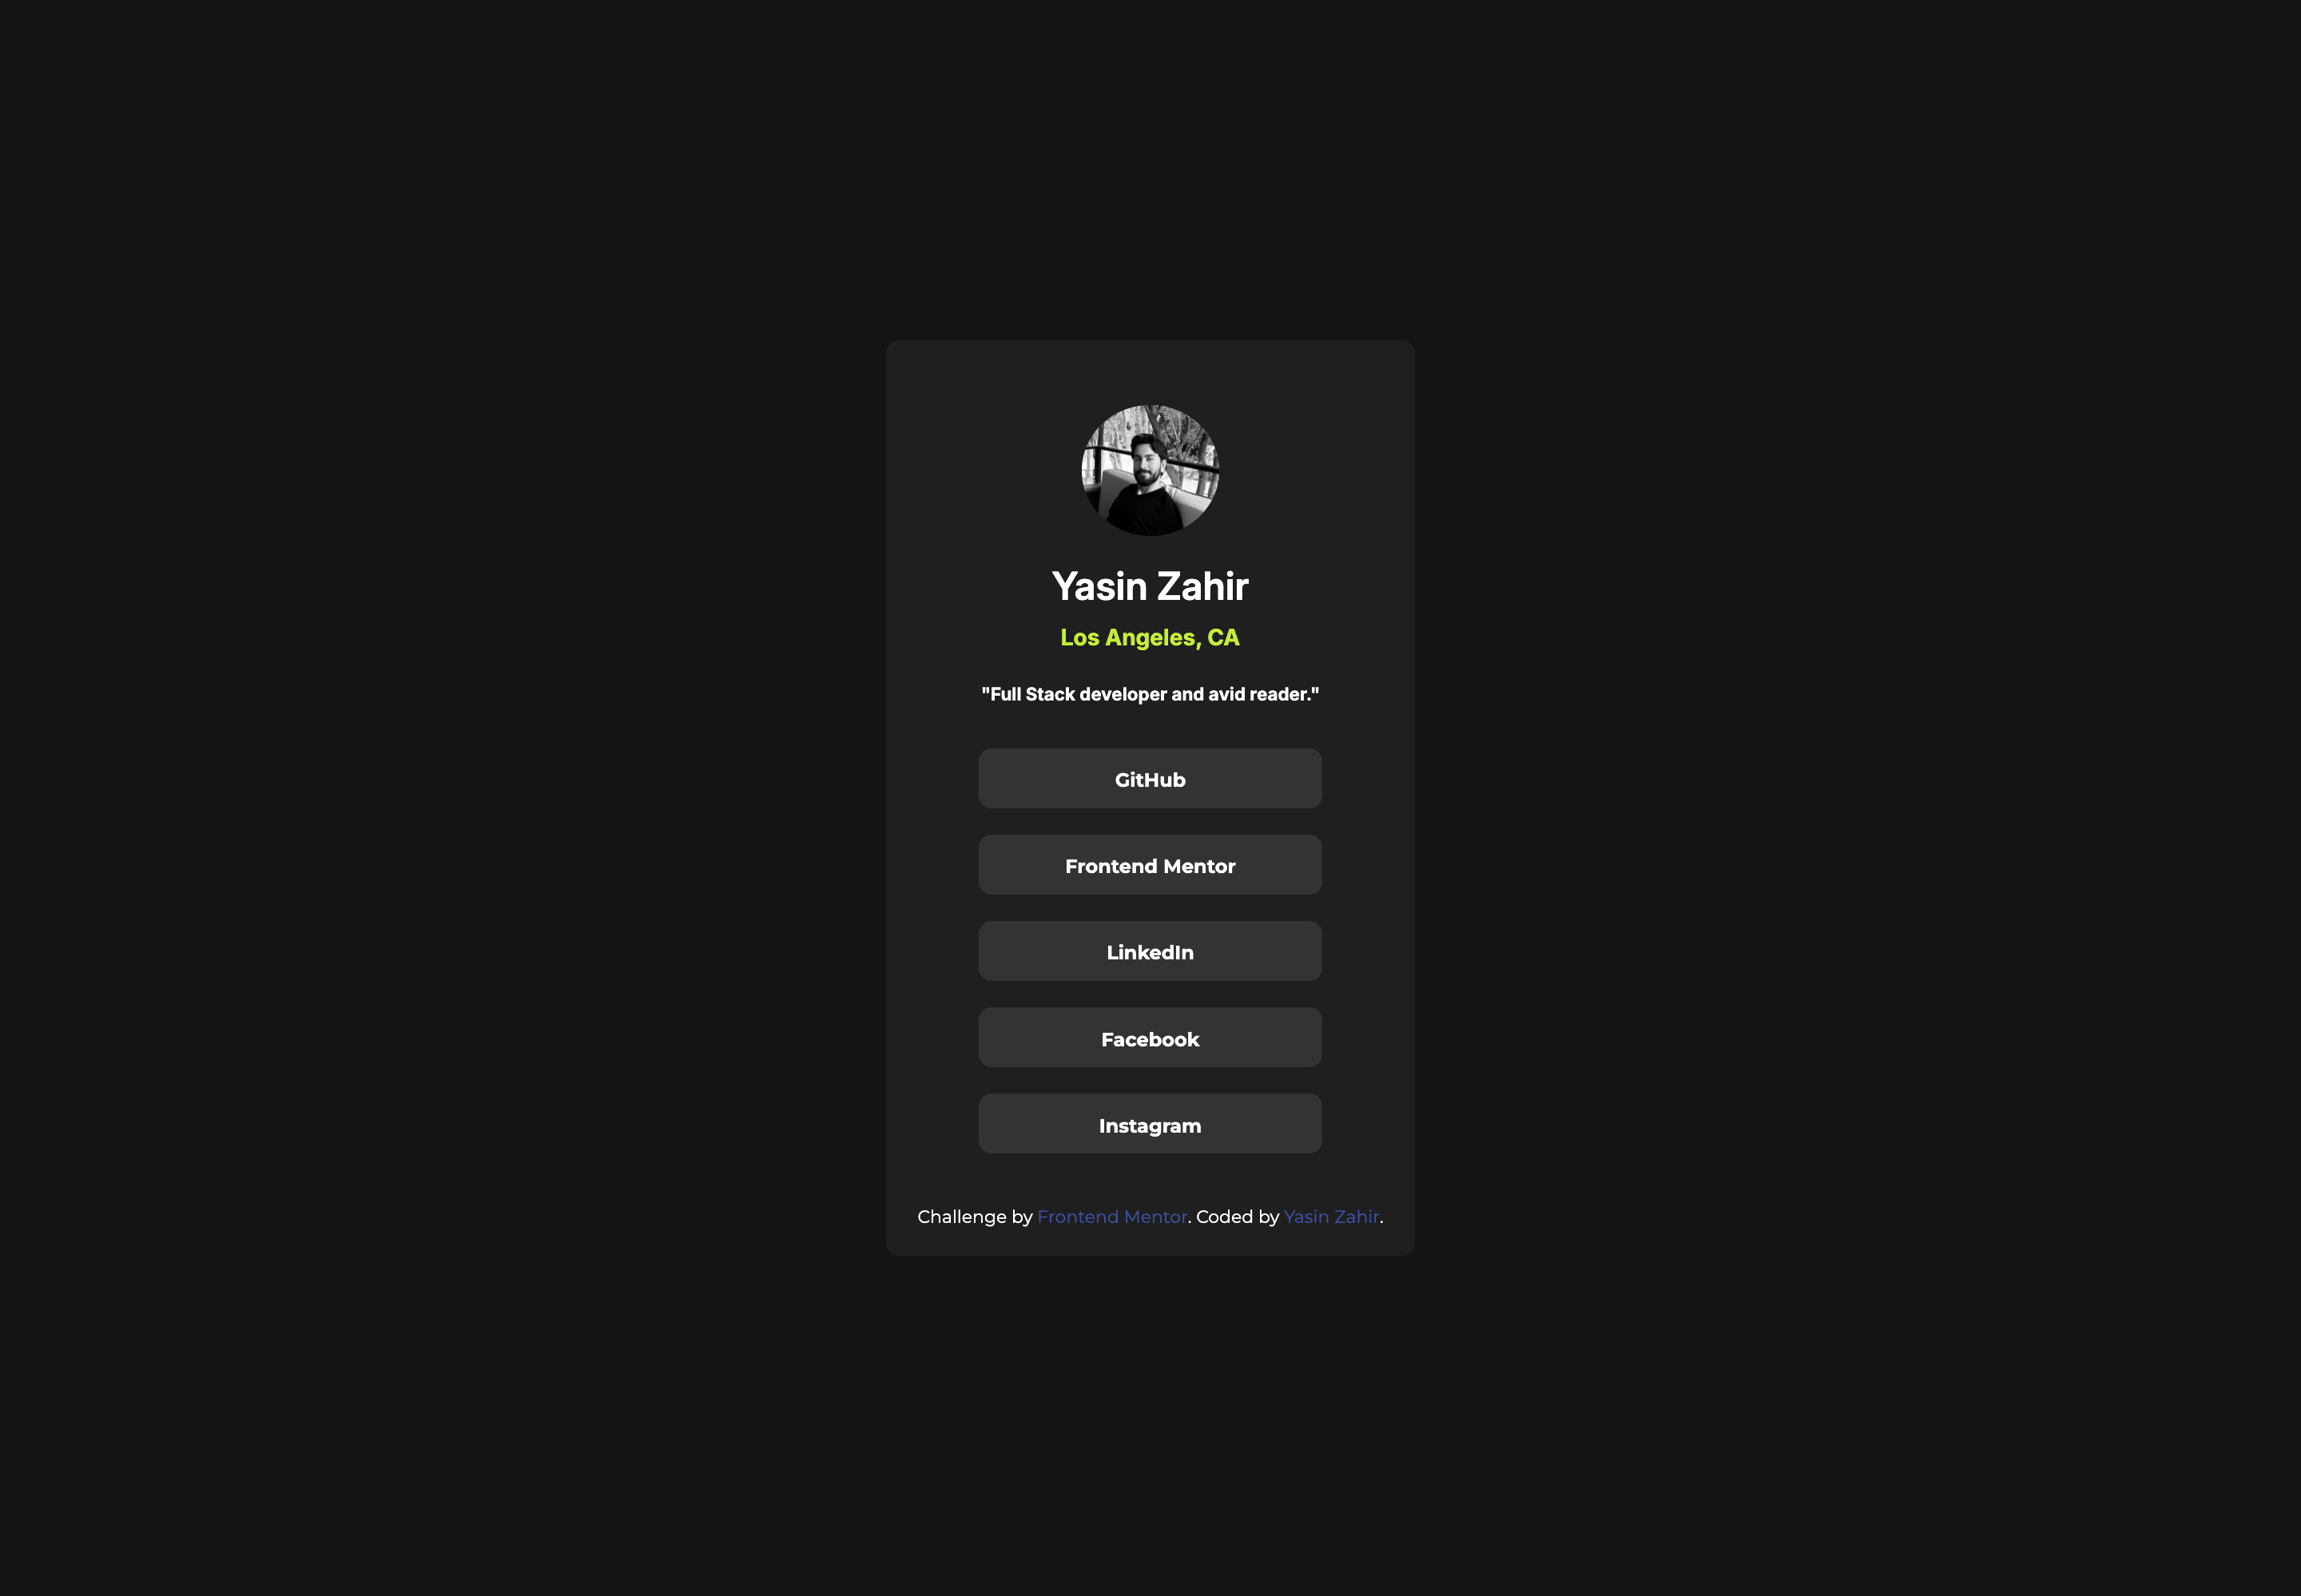 Yasin Zahir
Los Angeles, CA
"Full Stack developer and avid reader."
GitHub
Frontend Mentor
LinkedIn
Facebook
Instagram
Challenge by Frontend Mentor. Coded by Yasin Zahir.